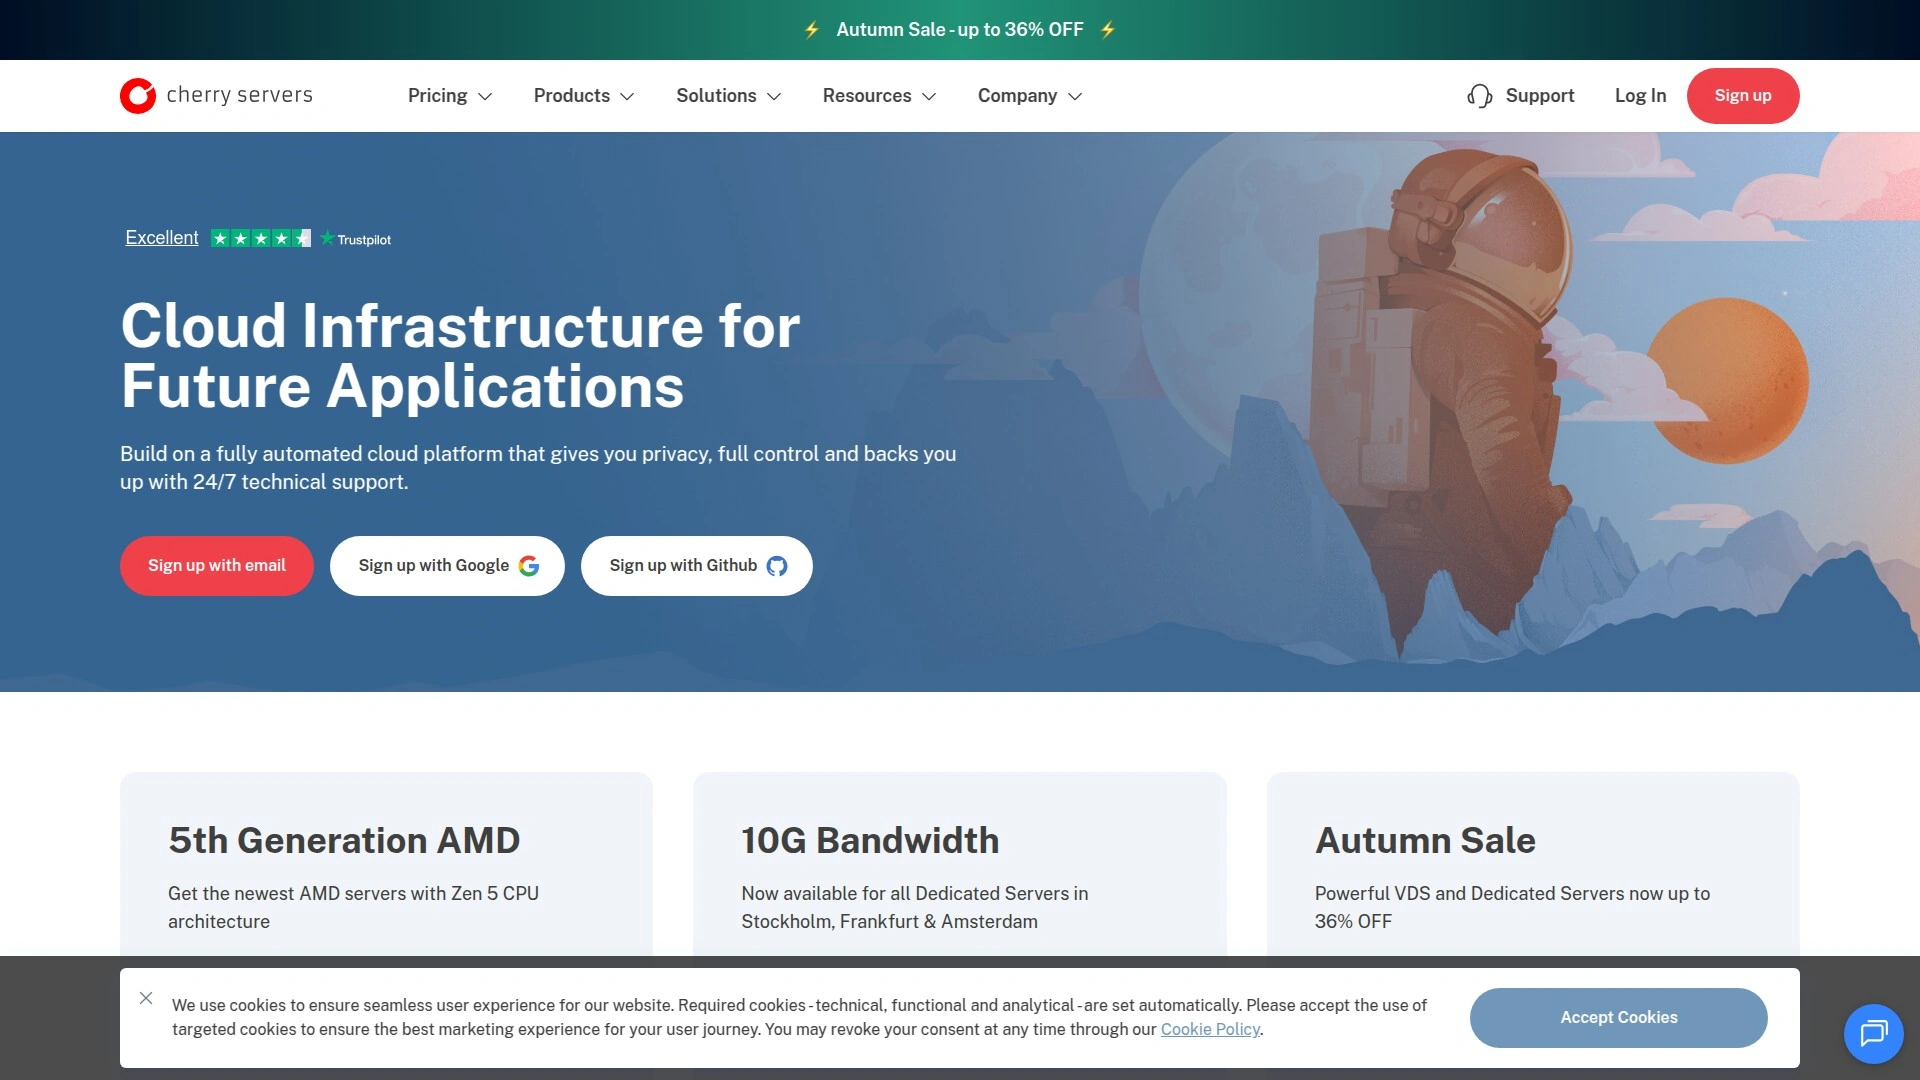 ⚡ Autumn Sale - up to 36% OFF ⚡
cherry servers
Pricing
Products
Solutions
Resources
Company
Support
Log In
Sign up
Excellent
Trustpilot
Cloud Infrastructure for
Future Applications
Build on a fully automated cloud platform that gives you privacy, full control and backs you
up with 24/7 technical support.
Sign up with email
Sign up with Google
Sign up with Github
5th Generation AMD
Get the newest AMD servers with Zen 5 CPU
architecture
10G Bandwidth
Now available for all Dedicated Servers in
Stockholm, Frankfurt & Amsterdam
Autumn Sale
Powerful VDS and Dedicated Servers now up to
36% OFF
We use cookies to ensure seamless user experience for our website. Required cookies - technical, functional and analytical - are set automatically. Please accept the use of
targeted cookies to ensure the best marketing experience for your user journey. You may revoke your consent at any time through our Cookie Policy.
Accept Cookies